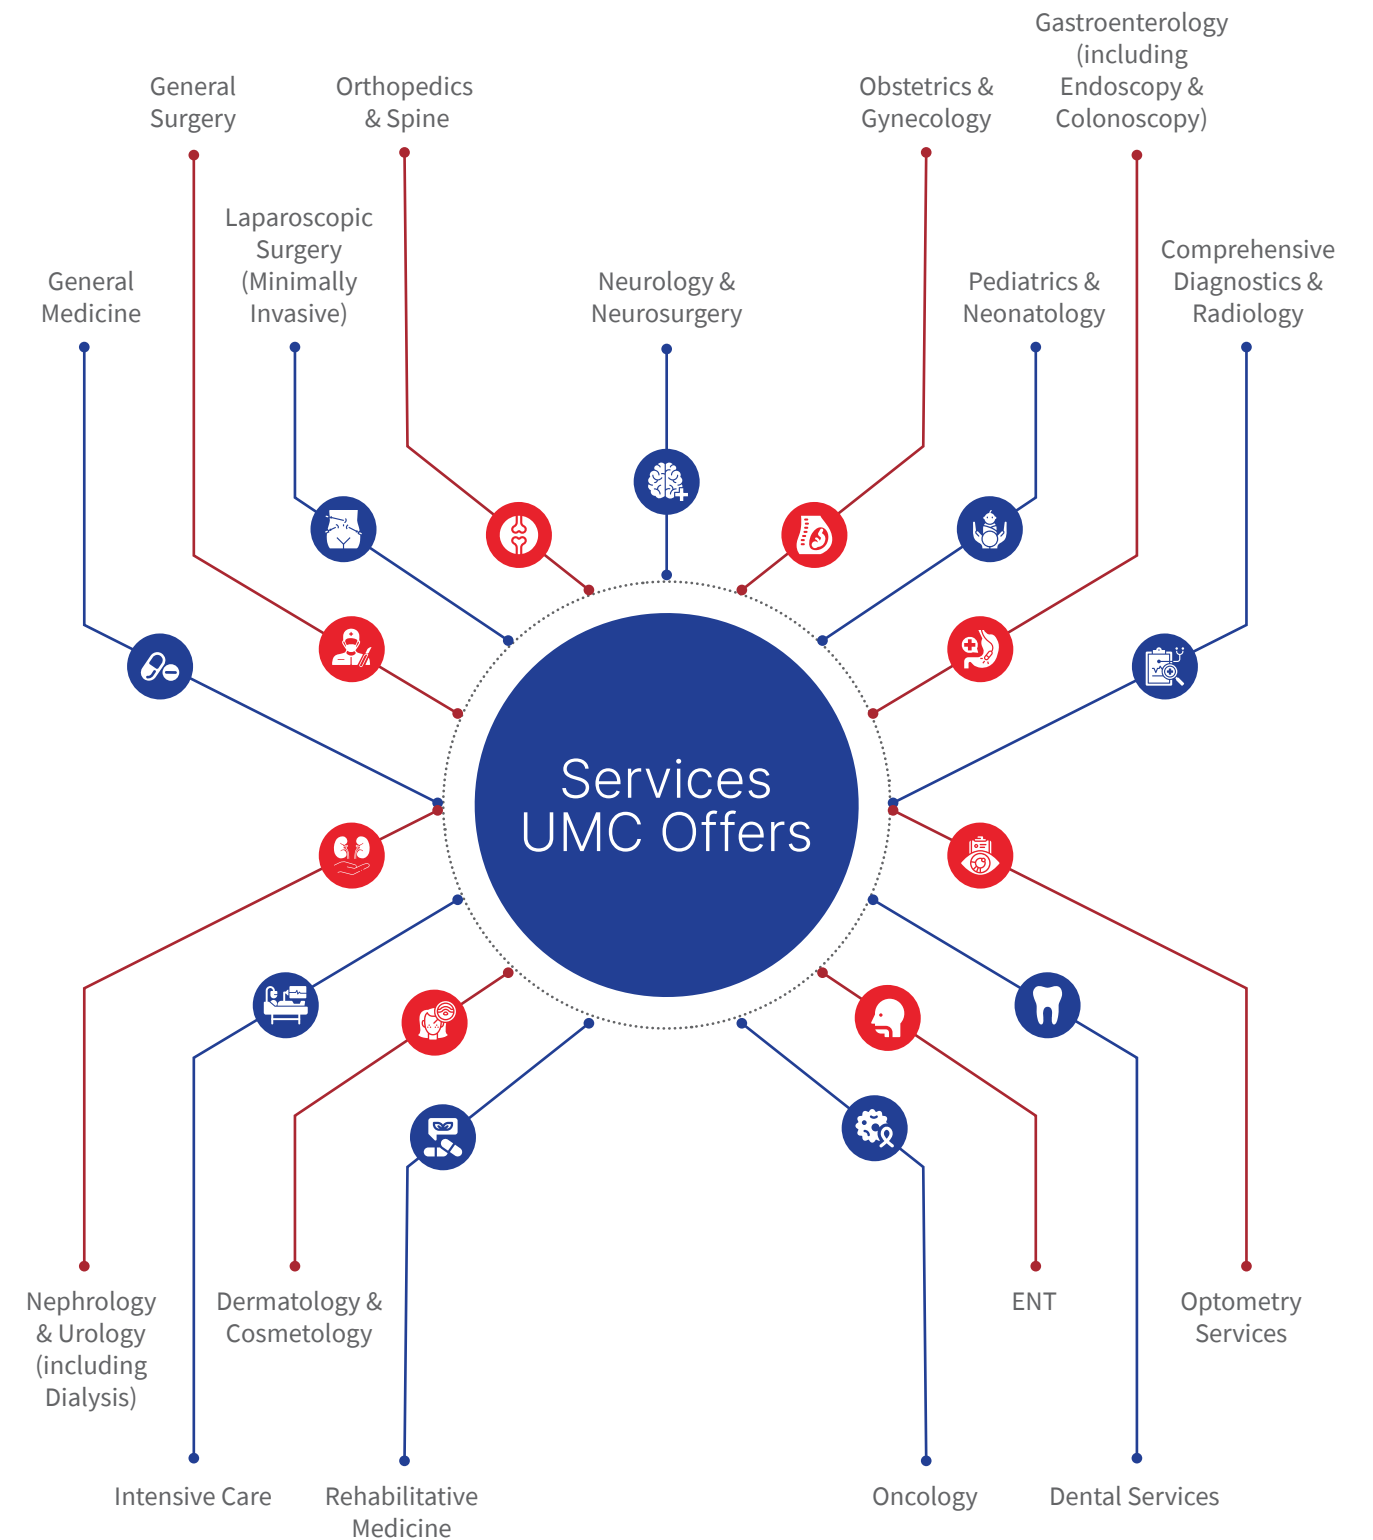 Gastroenterology
(including
Endoscopy &
Colonoscopy)
General
Surgery
Orthopedics
& Spine
Obstetrics &
Gynecology
Laparoscopic
Surgery
(Minimally
Invasive)
Comprehensive
Diagnostics &
Radiology
General
Medicine
Neurology &
Neurosurgery
Pediatrics &
Neonatology
Services
UMC Offers
Nephrology
& Urology
(including
Dialysis)
Dermatology &
Cosmetology
ENT
Optometry
Services
Intensive Care
Rehabilitative
Medicine
Oncology
Dental Services